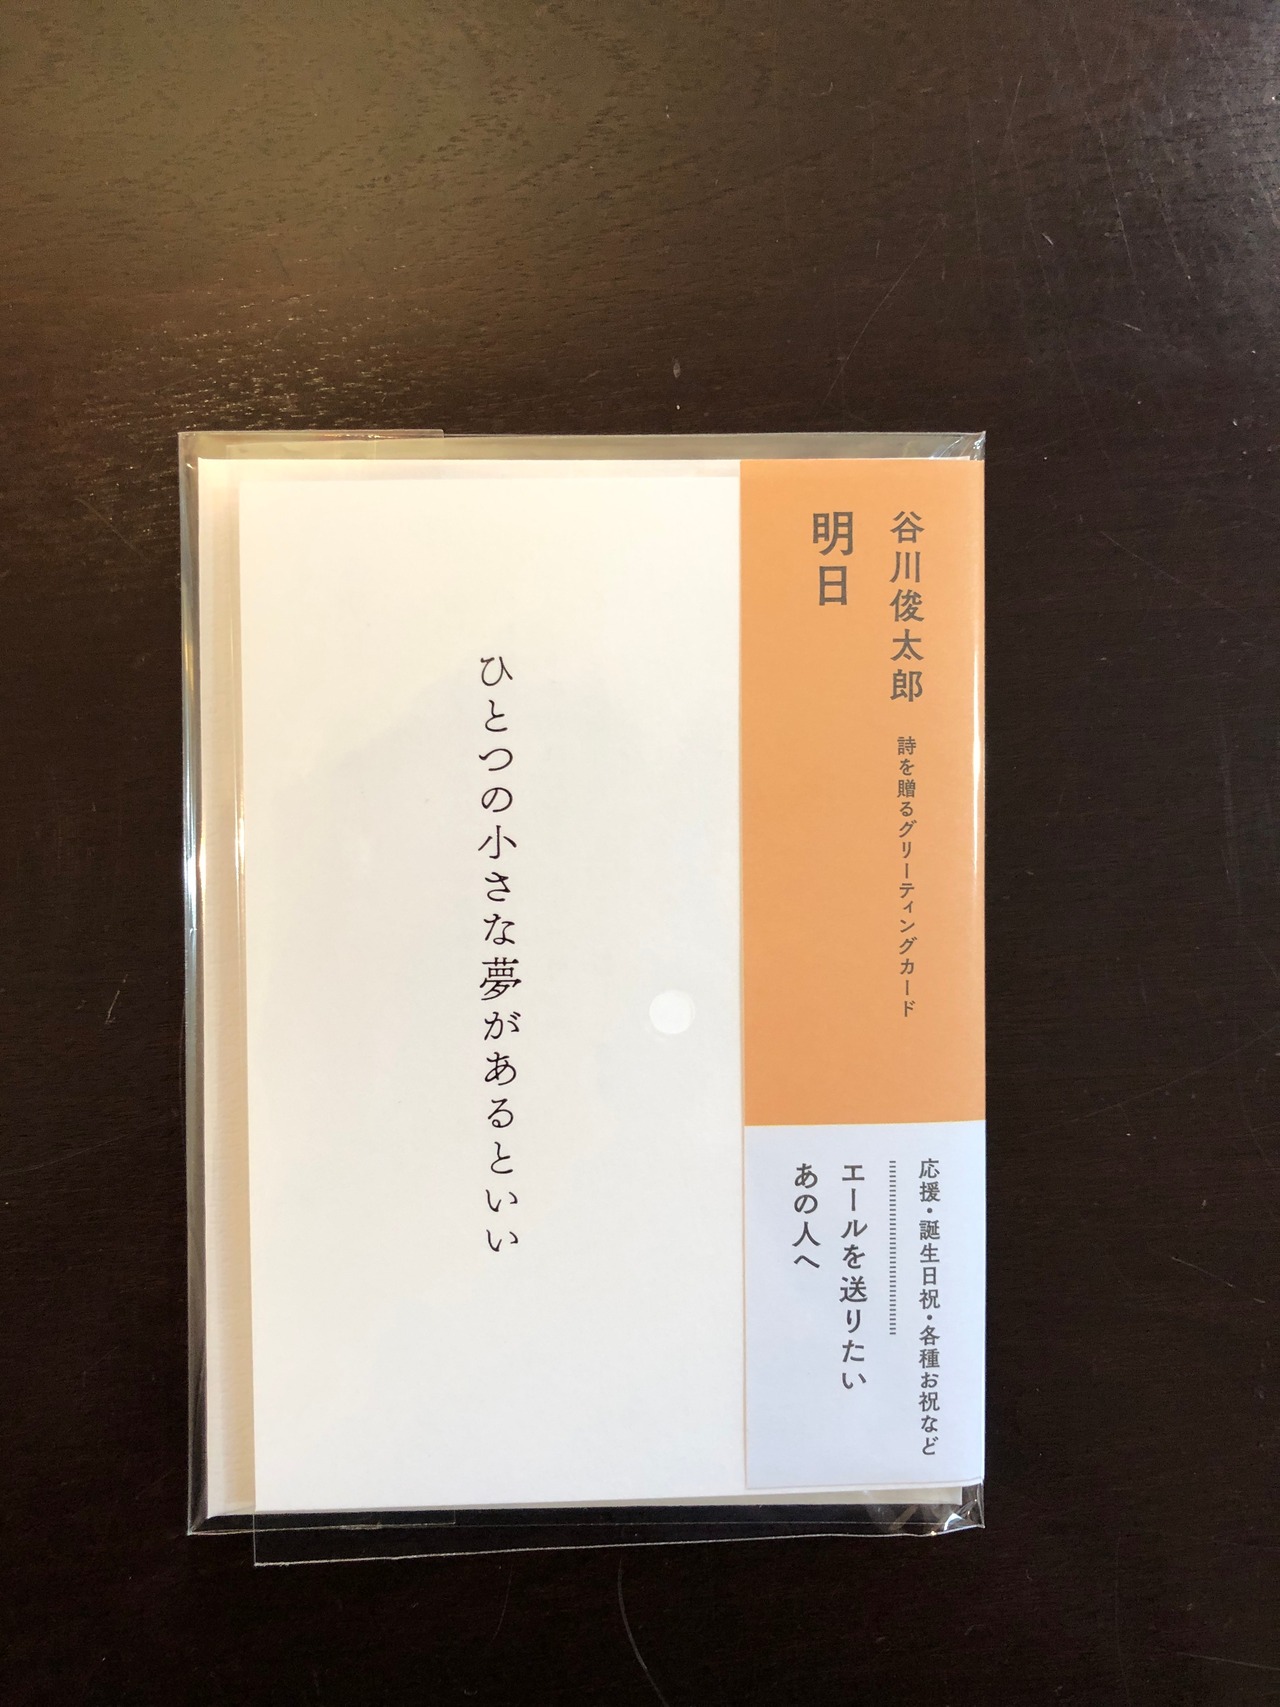 谷川俊太郎 詩を贈るグリーティングカード
明日
応援・誕生日祝・各種お祝など
エールを送りたい
あの人へ
ひとつの小さな夢があるといい